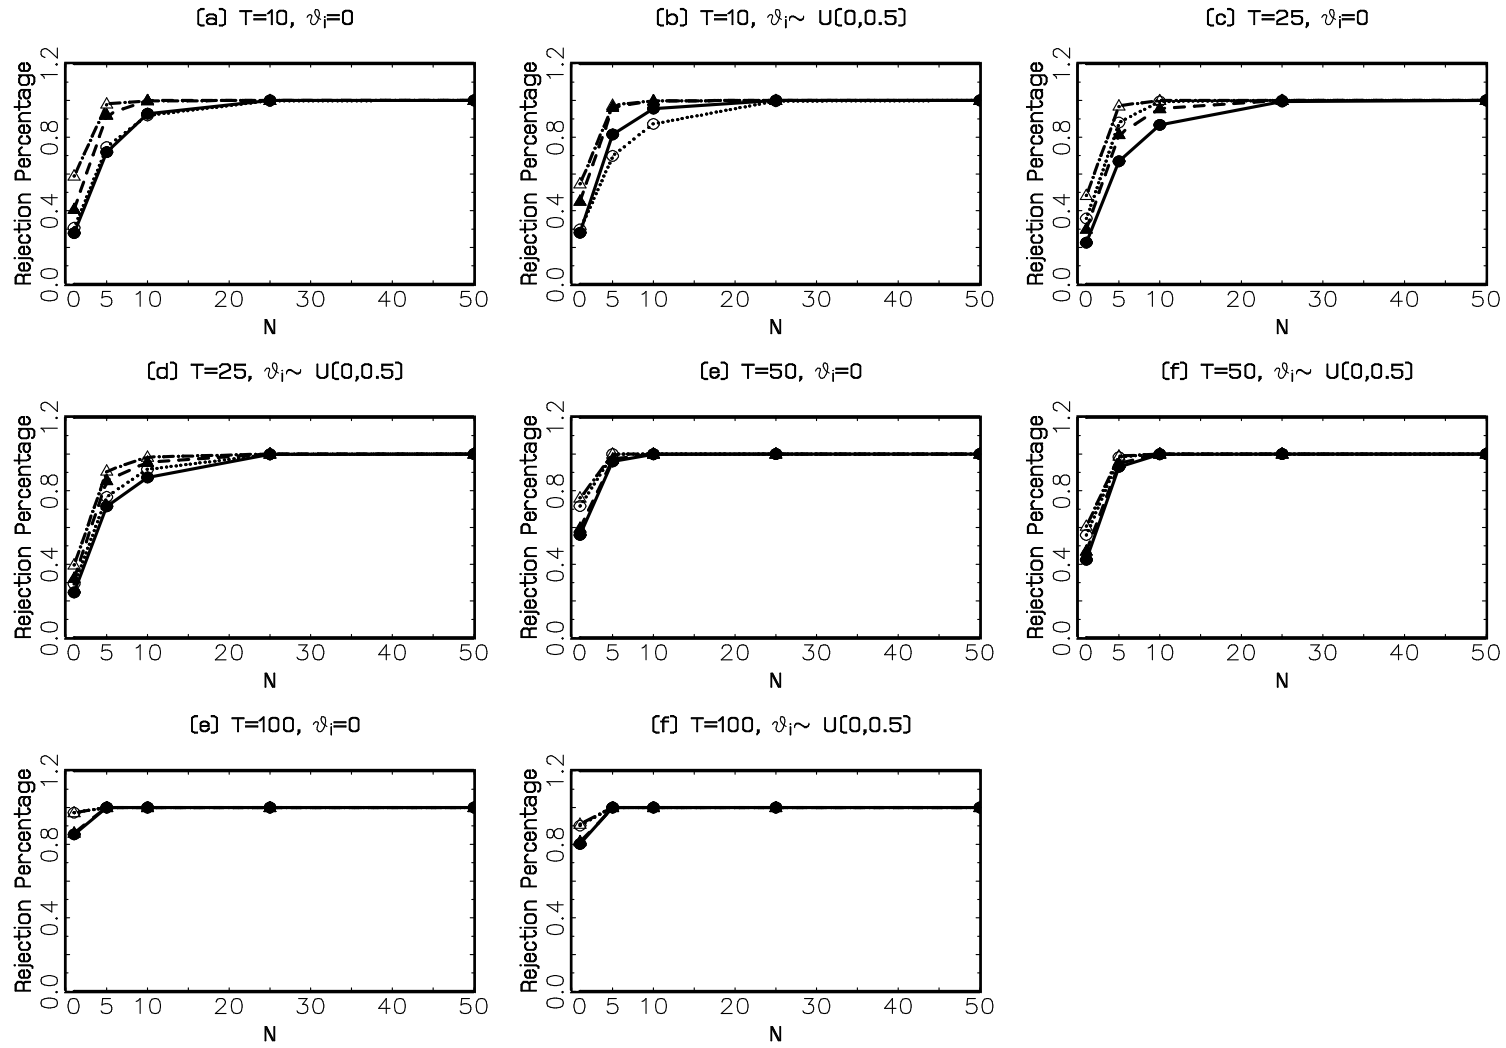 (a) T=10, ϑi=0
(b) T=10, ϑi~ U(0,0.5)
(c) T=25, ϑi=0
Rejection Percentage
0.0 0.4 0.8 1.2
0 5 10 20 30 40 50
N
Rejection Percentage
0.0 0.4 0.8 1.2
0 5 10 20 30 40 50
N
Rejection Percentage
0.0 0.4 0.8 1.2
0 5 10 20 30 40 50
N
(d) T=25, ϑi~ U(0,0.5)
(e) T=50, ϑi=0
(f) T=50, ϑi~ U(0,0.5)
Rejection Percentage
0.0 0.4 0.8 1.2
0 5 10 20 30 40 50
N
Rejection Percentage
0.0 0.4 0.8 1.2
0 5 10 20 30 40 50
N
Rejection Percentage
0.0 0.4 0.8 1.2
0 5 10 20 30 40 50
N
(e) T=100, ϑi=0
(f) T=100, ϑi~ U(0,0.5)
Rejection Percentage
0.0 0.4 0.8 1.2
0 5 10 20 30 40 50
N
Rejection Percentage
0.0 0.4 0.8 1.2
0 5 10 20 30 40 50
N